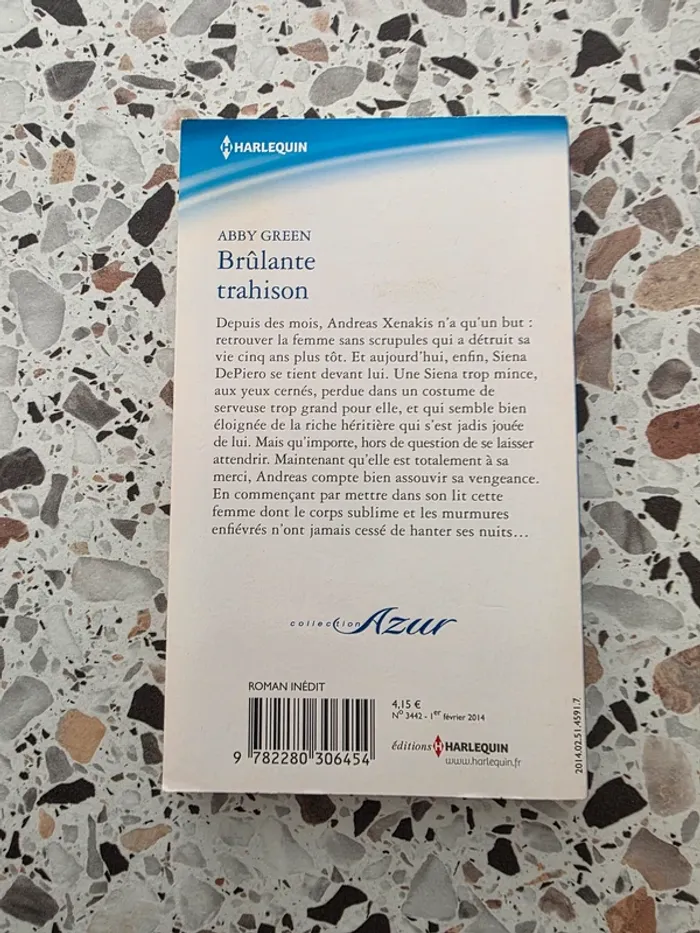 HARLEQUIN
ABBY GREEN
Brûlante
trahison
Depuis des mois, Andreas Xenakis n'a qu'un but :
retrouver la femme sans scrupules qui a détruit sa
vie cinq ans plus tôt. Et aujourd'hui, enfin, Siena
DePiero se tient devant lui. Une Siena trop mince,
aux yeux cernés, perdue dans un costume de
serveuse trop grand pour elle, et qui semble bien
éloignée de la riche héritière qui s'est jadis jouée
de lui. Mais qu'importe, hors de question de se laisser
attendrir. Maintenant qu'elle est totalement à sa
merci, Andreas compte bien assouvir sa vengeance.
En commençant par mettre dans son lit cette
femme dont le corps sublime et les murmures
enfiévrés n'ont jamais cessé de hanter ses nuits…
collection Azur
ROMAN INÉDIT
9 782280 306454
4,15 €
N° 3442 - 1er février 2014
éditions HARLEQUIN
www.harlequin.fr
2014.02.51.4591.7